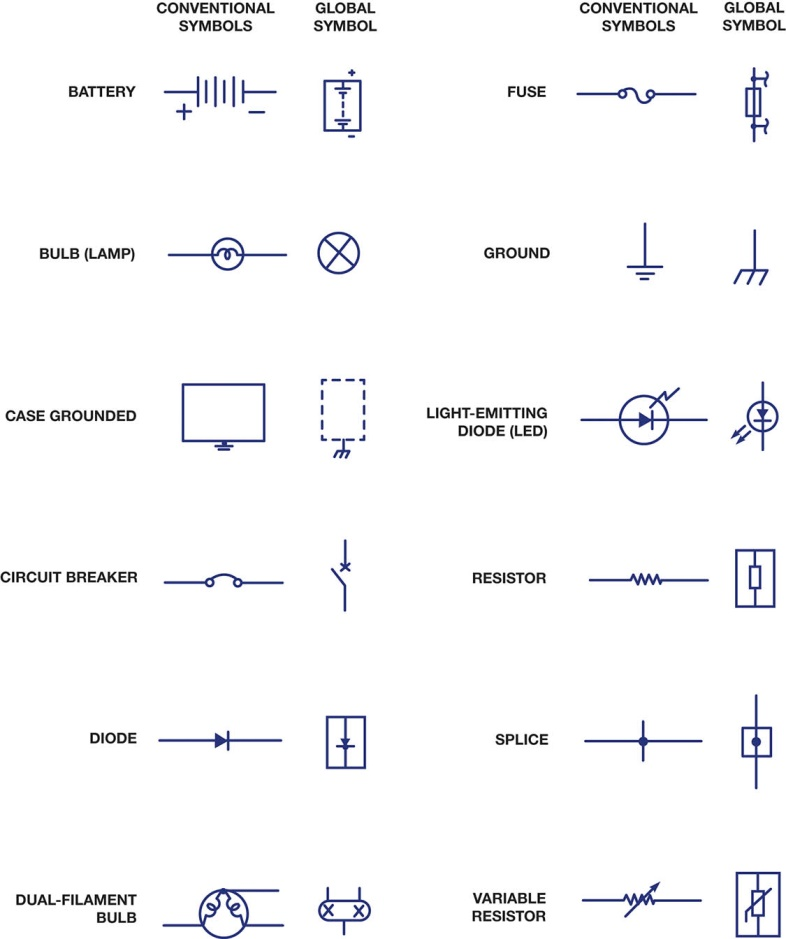 CONVENTIONAL
SYMBOLS
GLOBAL
SYMBOL
CONVENTIONAL
SYMBOLS
GLOBAL
SYMBOL
BATTERY
+
−
+
-
FUSE
BULB (LAMP)
GROUND
CASE GROUNDED
LIGHT-EMITTING
DIODE (LED)
CIRCUIT BREAKER
RESISTOR
DIODE
SPLICE
DUAL-FILAMENT
BULB
VARIABLE
RESISTOR